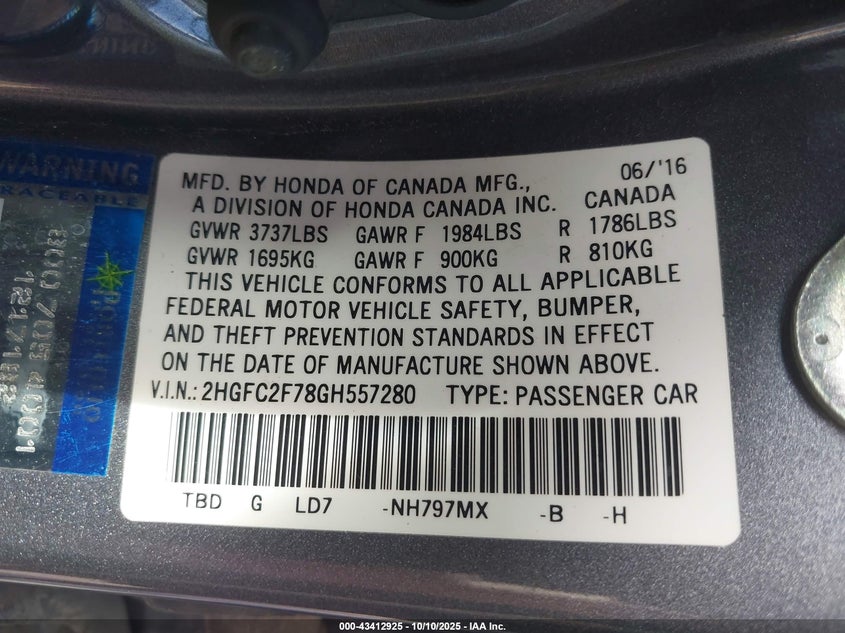 WARNING
TRACEABLE
06/'16
MFD. BY HONDA OF CANADA MFG.,
A DIVISION OF HONDA CANADA INC. CANADA
GVWR 3737LBS GAWR F 1984LBS R 1786LBS
GVWR 1695KG GAWR F 900KG R 810KG
THIS VEHICLE CONFORMS TO ALL APPLICABLE
FEDERAL MOTOR VEHICLE SAFETY, BUMPER,
AND THEFT PREVENTION STANDARDS IN EFFECT
ON THE DATE OF MANUFACTURE SHOWN ABOVE.
V.I.N.: 2HGFC2F78GH557280 TYPE: PASSENGER CAR
TBD G LD7 -NH797MX -B -H
000-43412925 - 10/10/2025 - IAA Inc.